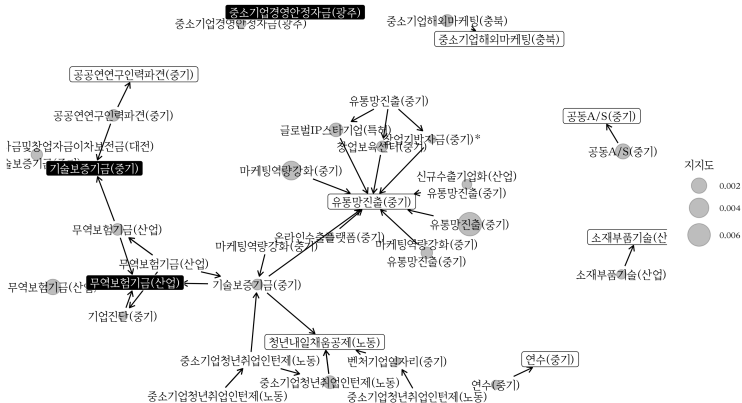 중소기업경영안정자금(광주)
중소기업경영안정자금(광주)
중소기업해외마케팅(충북)
중소기업해외마케팅(충북)
공공연연구인력파견(중기)
공공연연구인력파견(중기)
유통망진출(중기)
글로벌IP스타기업(특허)
창업기반자금(중기)*
창업보육센터(중기)
공동A/S(중기)
공동A/S(중기)
지지도
0.002
0.004
0.006
금및창업자금이차보전금(대전)
기술보증기금(중기)
마케팅역량강화(중기)
신규수출기업화(산업)
유통망진출(중기)
유통망진출(중기)
유통망진출(중기)
무역보험기금(산업)
온라인수출플랫폼(중기)
마케팅역량강화(중기)
마케팅역량강화(중기)
유통망진출(중기)
소재부품기술(산
소재부품기술(산업)
무역보험기금(산업)
무역보험기금(산업)
무역보험기금(산업)
기술보증기금(중기)
기업진단(중기)
청년내일채움공제(노동)
중소기업청년취업인턴제(노동)
벤처기업일자리(중기)
연수(중기)
연수(중기)
중소기업청년취업인턴제(노동)
중소기업청년취업인턴제(노동)
중소기업청년취업인턴제(노동)